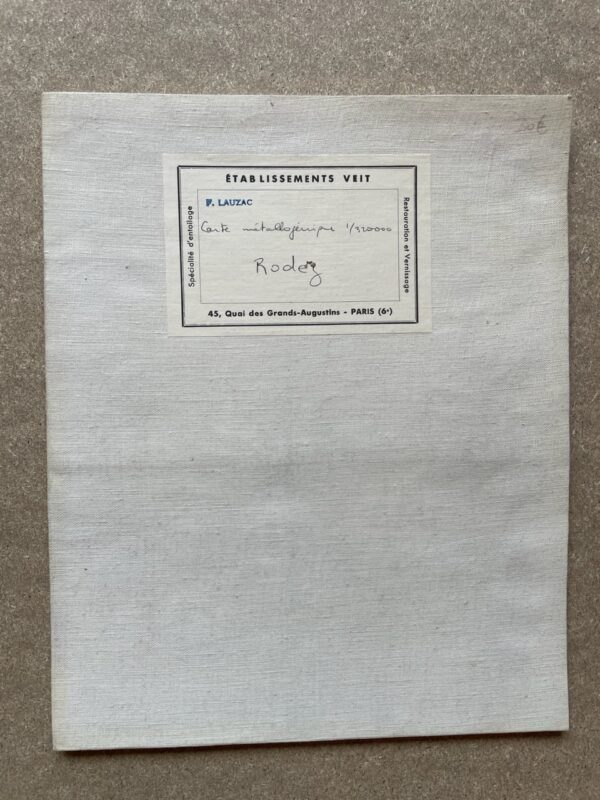 30€
ÉTABLISSEMENTS VEIT
F. LAUZAC
Carte métallogénique 1/320000
Rodez
Spécialité d'entoilage
Restauration et Vernissage
45, Quai des Grands-Augustins - PARIS (6e)